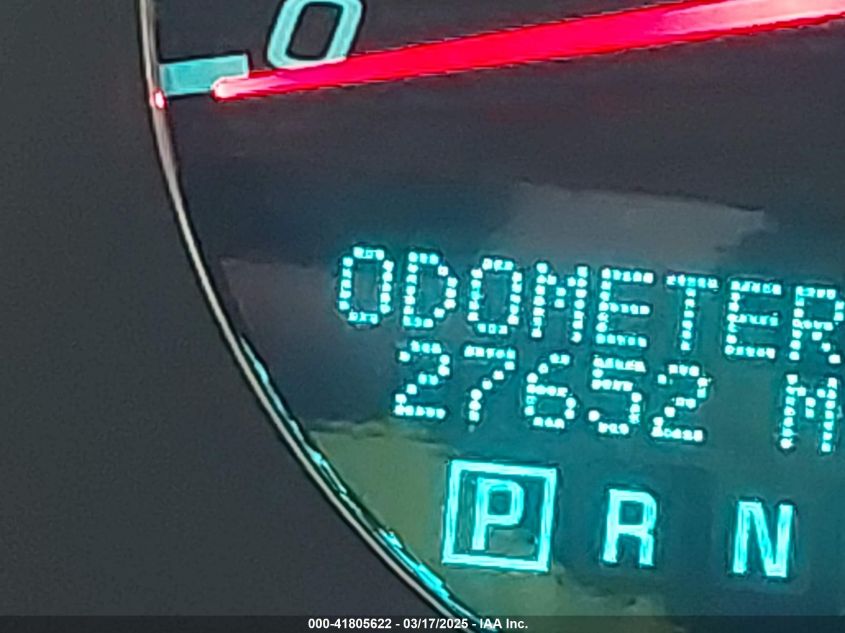 0
ODOMETER
27652 M
P R N
000-41805622 - 03/17/2025 - IAA Inc.